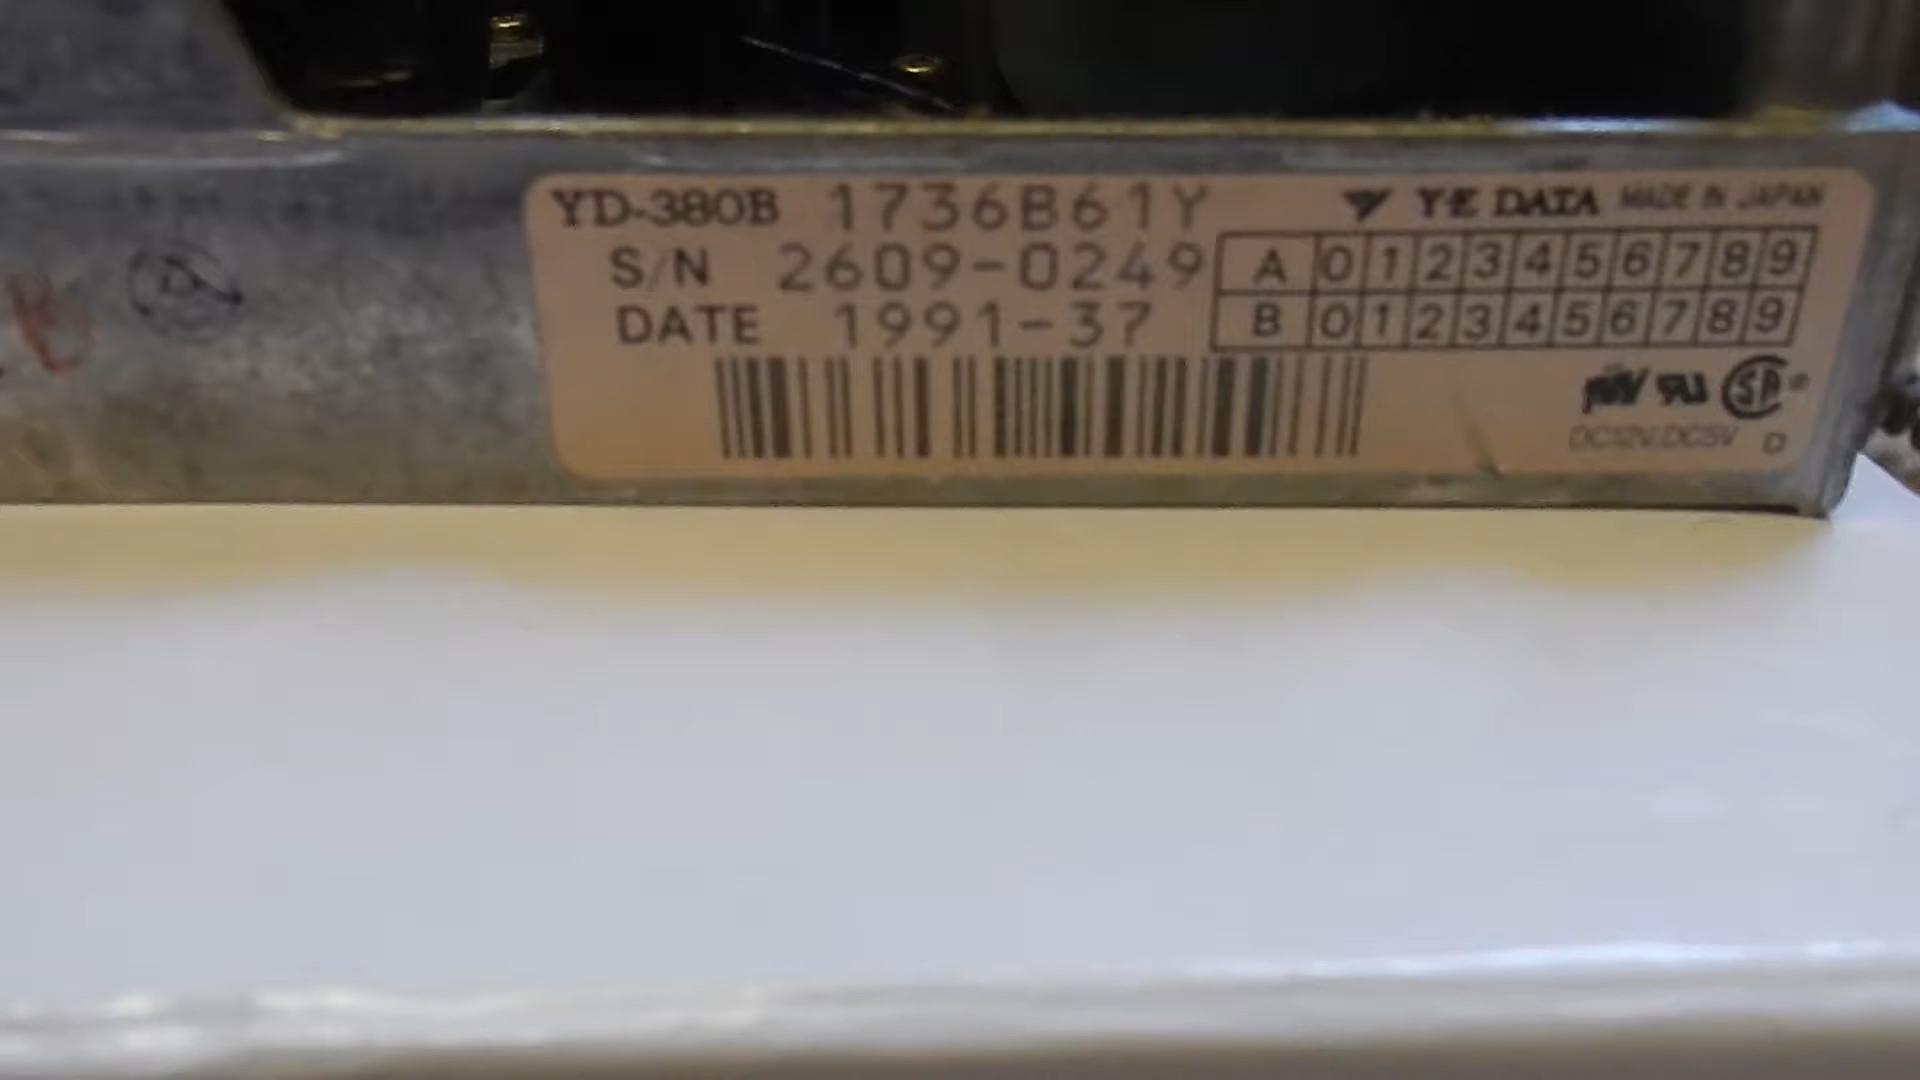 YD-380B 1736B61Y Y-E DATA MADE IN JAPAN
S/N 2609-0249 A 0 1 2 3 4 5 6 7 8 9
DATE 1991-37 B 0 1 2 3 4 5 6 7 8 9
DC12V.DC5V D